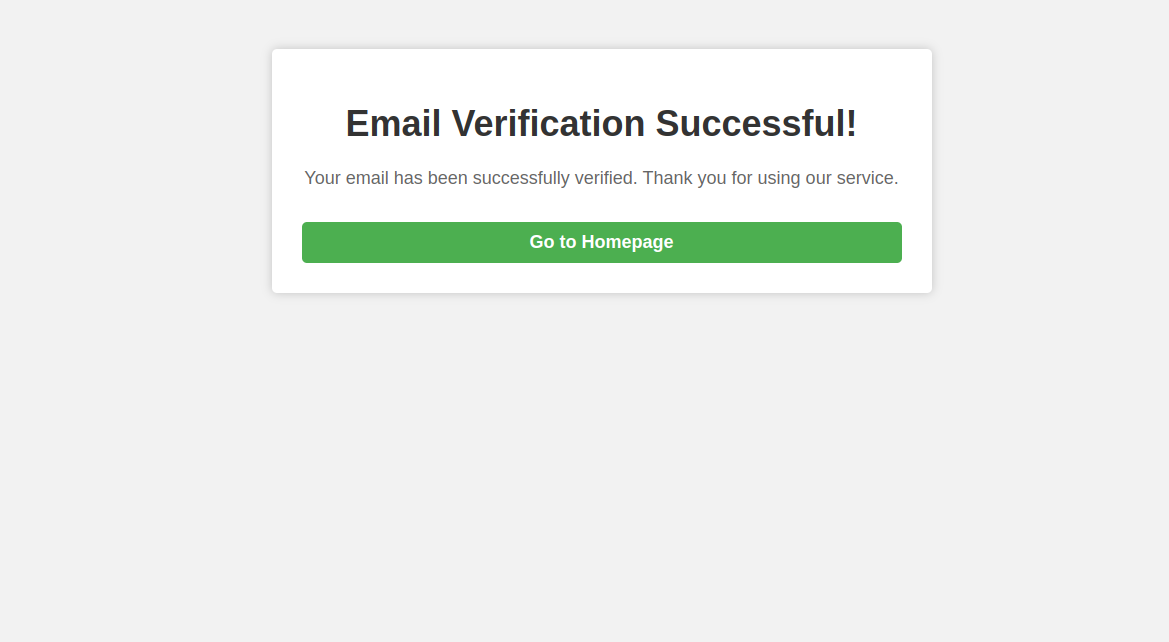 Email Verification Successful!
Your email has been successfully verified. Thank you for using our service.
Go to Homepage